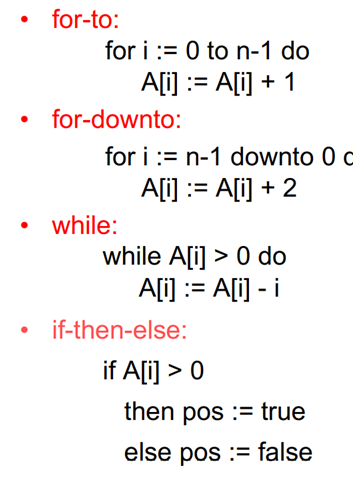 • for-to:
for i := 0 to n-1 do
A[i] := A[i] + 1
• for-downto:
for i := n-1 downto 0
A[i] := A[i] + 2
• while:
while A[i] > 0 do
A[i] := A[i] - i
• if-then-else:
if A[i] > 0
then pos := true
else pos := false